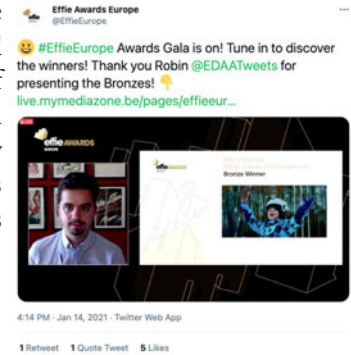 Effie Awards Europe
@EffieEurope
😀 #EffieEurope Awards Gala is on! Tune in to discover
the winners! Thank you Robin @EDAATweets for
presenting the Bronzes! 👇
live.mymediazone.be/pages/effieeur...
effie AWARDS
EUROPE
Bronze Winner
4:14 PM · Jan 14, 2021 · Twitter Web App
1 Retweet 1 Quote Tweet 5 Likes